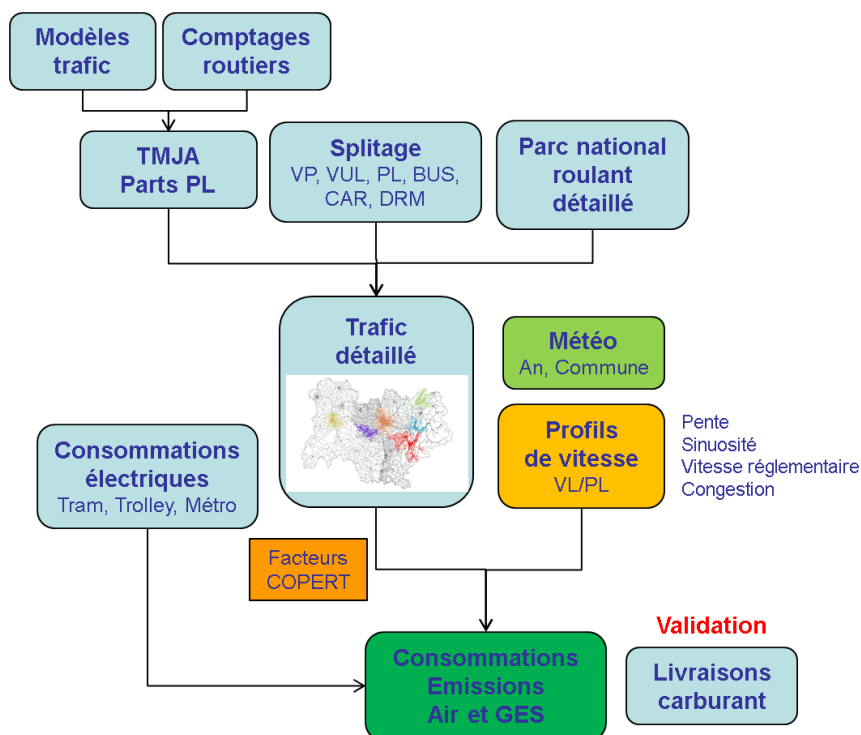 Modèles
trafic
Comptages
routiers
TMJA
Parts PL
Splitage
VP, VUL, PL, BUS,
CAR, DRM
Parc national
roulant
détaillé
Trafic
détaillé
Météo
An, Commune
Profils
de vitesse
VL/PL
Pente
Sinuosité
Vitesse réglementaire
Congestion
Consommations
électriques
Tram, Trolley, Métro
Facteurs
COPERT
Consommations
Emissions
Air et GES
Validation
Livraisons
carburant